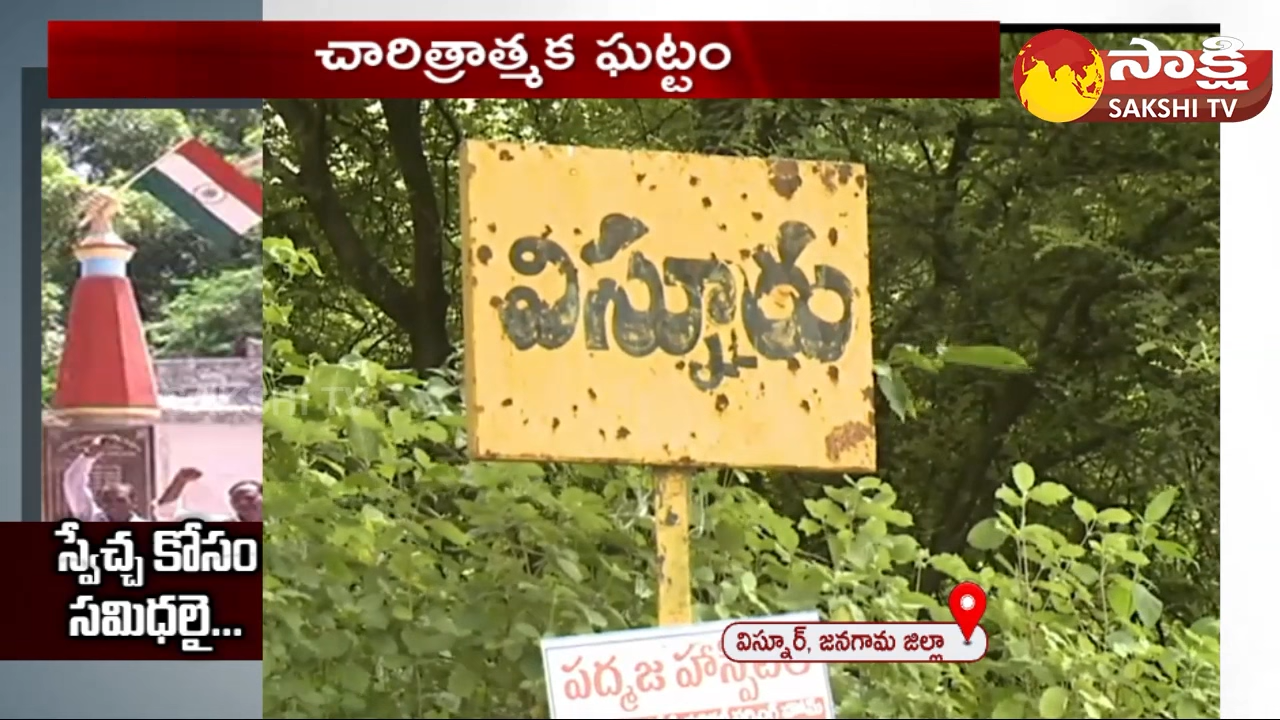 చారిత్రాత్మక ఘట్టం
సాక్షి
SAKSHI TV
విస్నూరు
స్వేచ్ఛ కోసం
సమిధలై...
విస్నూర్, జనగామ జిల్లా
పద్మజ హాస్పిటల్